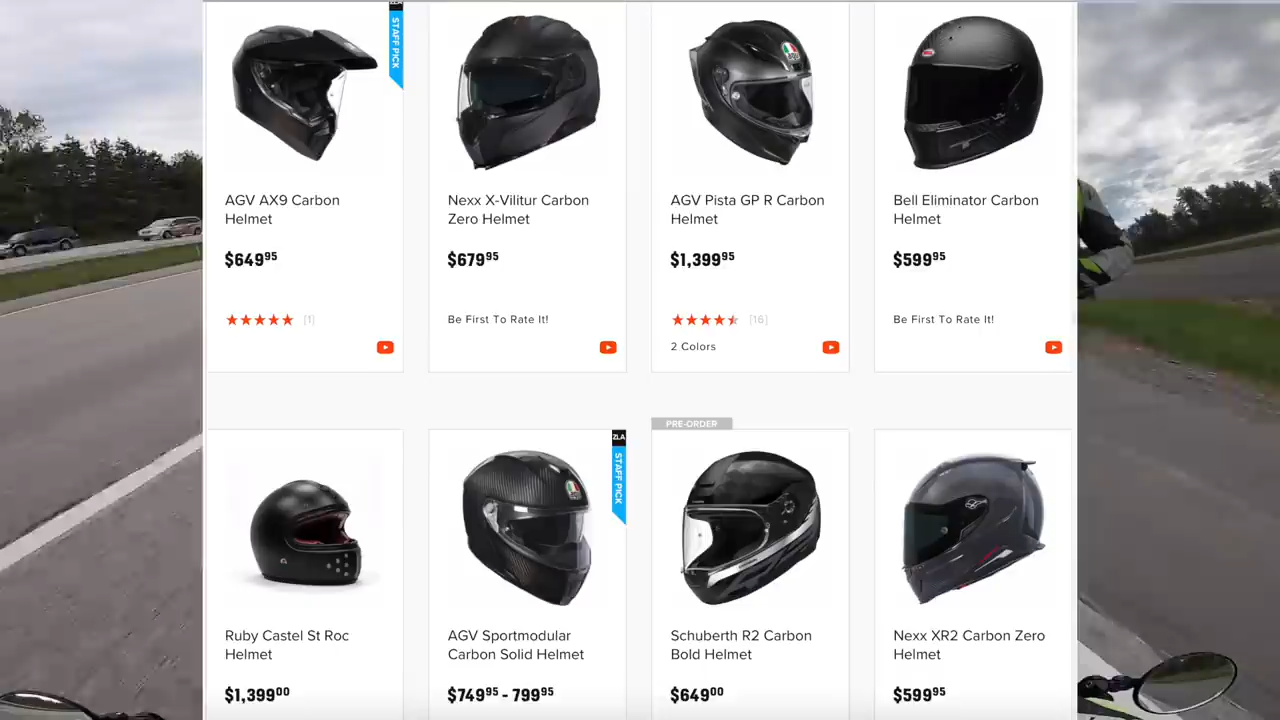 STAFF PICK
AGV AX9 Carbon
Helmet
$649.95
★★★★★ (1)
Nexx X-Vilitur Carbon
Zero Helmet
$679.95
Be First To Rate It!
AGV
AGV Pista GP R Carbon
Helmet
$1,399.95
(16)
2 Colors
BELL
Bell Eliminator Carbon
Helmet
$599.95
Be First To Rate It!
Ruby Castel St Roc
Helmet
$1,399.00
ZLA
STAFF PICK
AGV Sportmodular
Carbon Solid Helmet
$749.95 - 799.95
PRE-ORDER
Schuberth R2 Carbon
Bold Helmet
$649.00
Nexx XR2 Carbon Zero
Helmet
$599.95